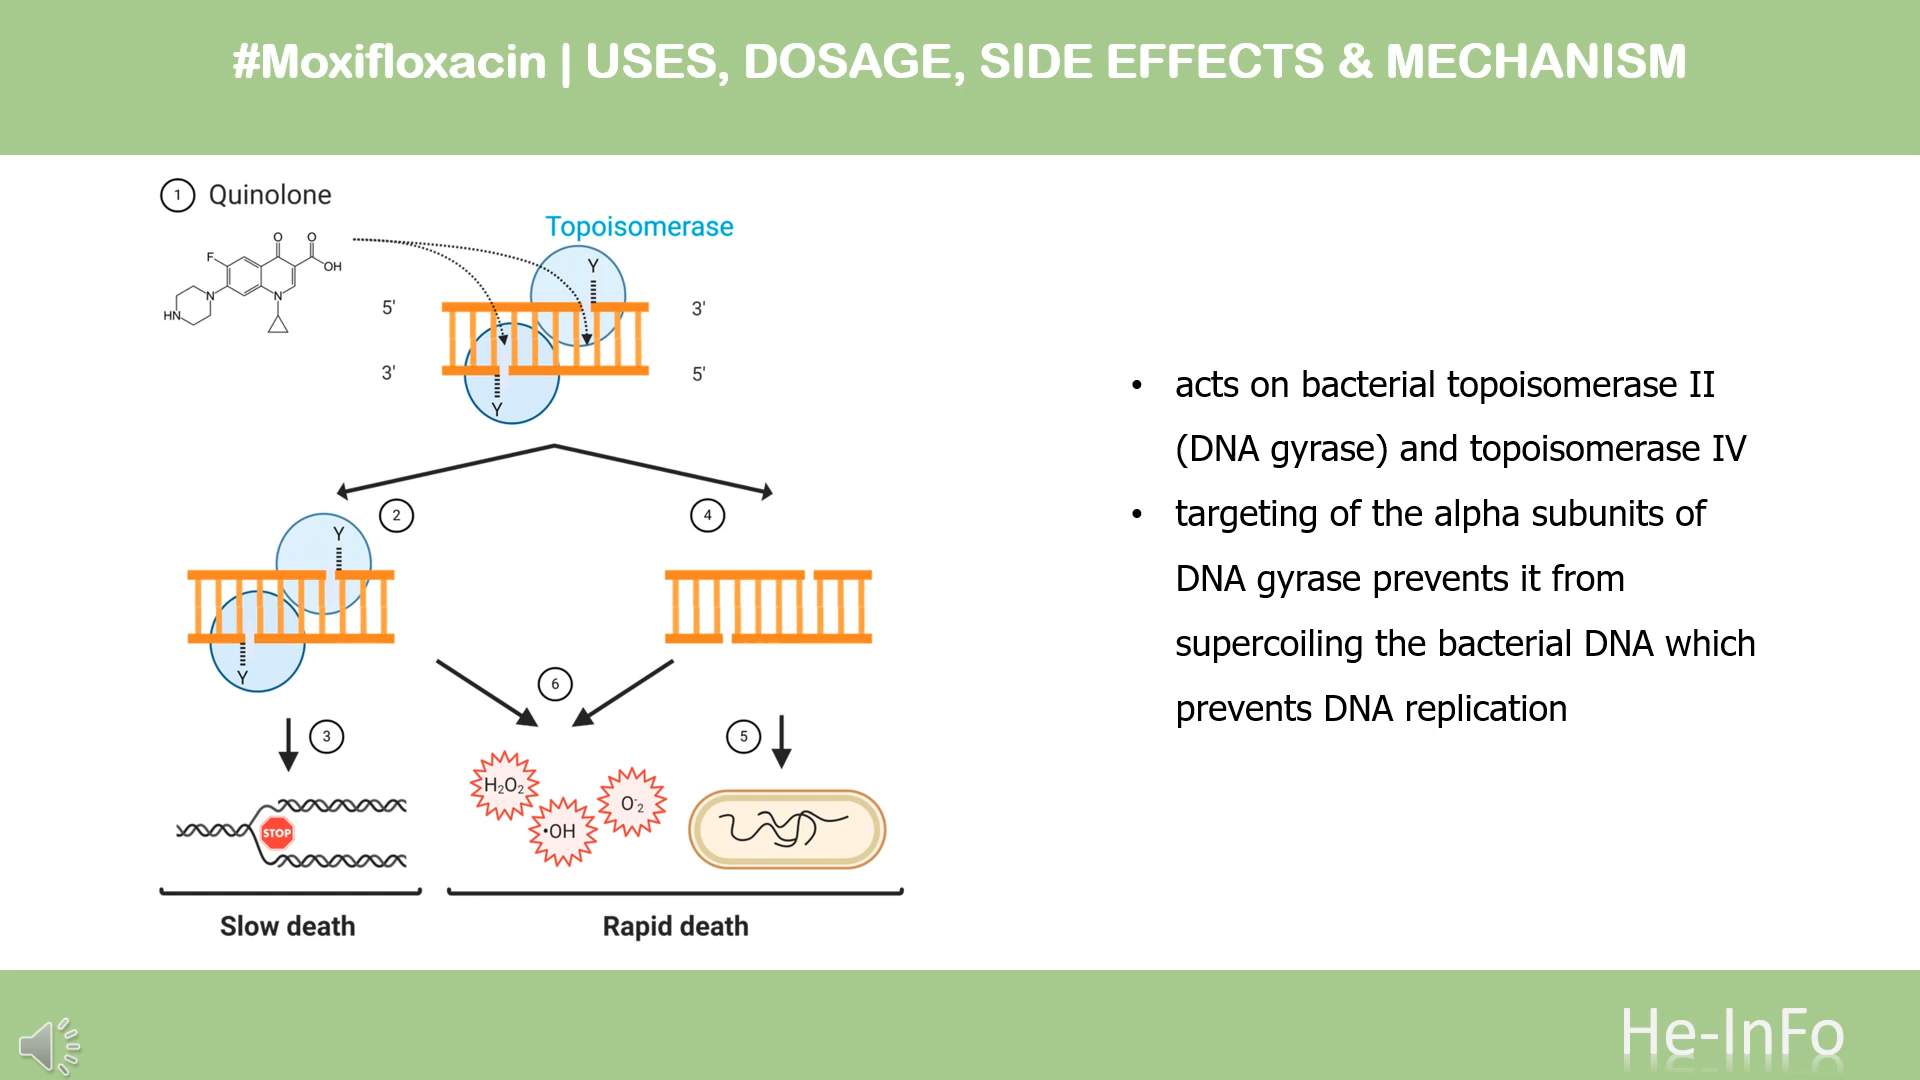 #Moxifloxacin | USES, DOSAGE, SIDE EFFECTS & MECHANISM
1 Quinolone
Topoisomerase
F
O
O
OH
N
N
HN
Y
5'
3'
3'
5'
Y
2
4
Y
Y
6
3
5
H₂O₂
O⁻₂
•OH
STOP
Slow death
Rapid death
• acts on bacterial topoisomerase II
(DNA gyrase) and topoisomerase IV
• targeting of the alpha subunits of
DNA gyrase prevents it from
supercoiling the bacterial DNA which
prevents DNA replication
He-InFo